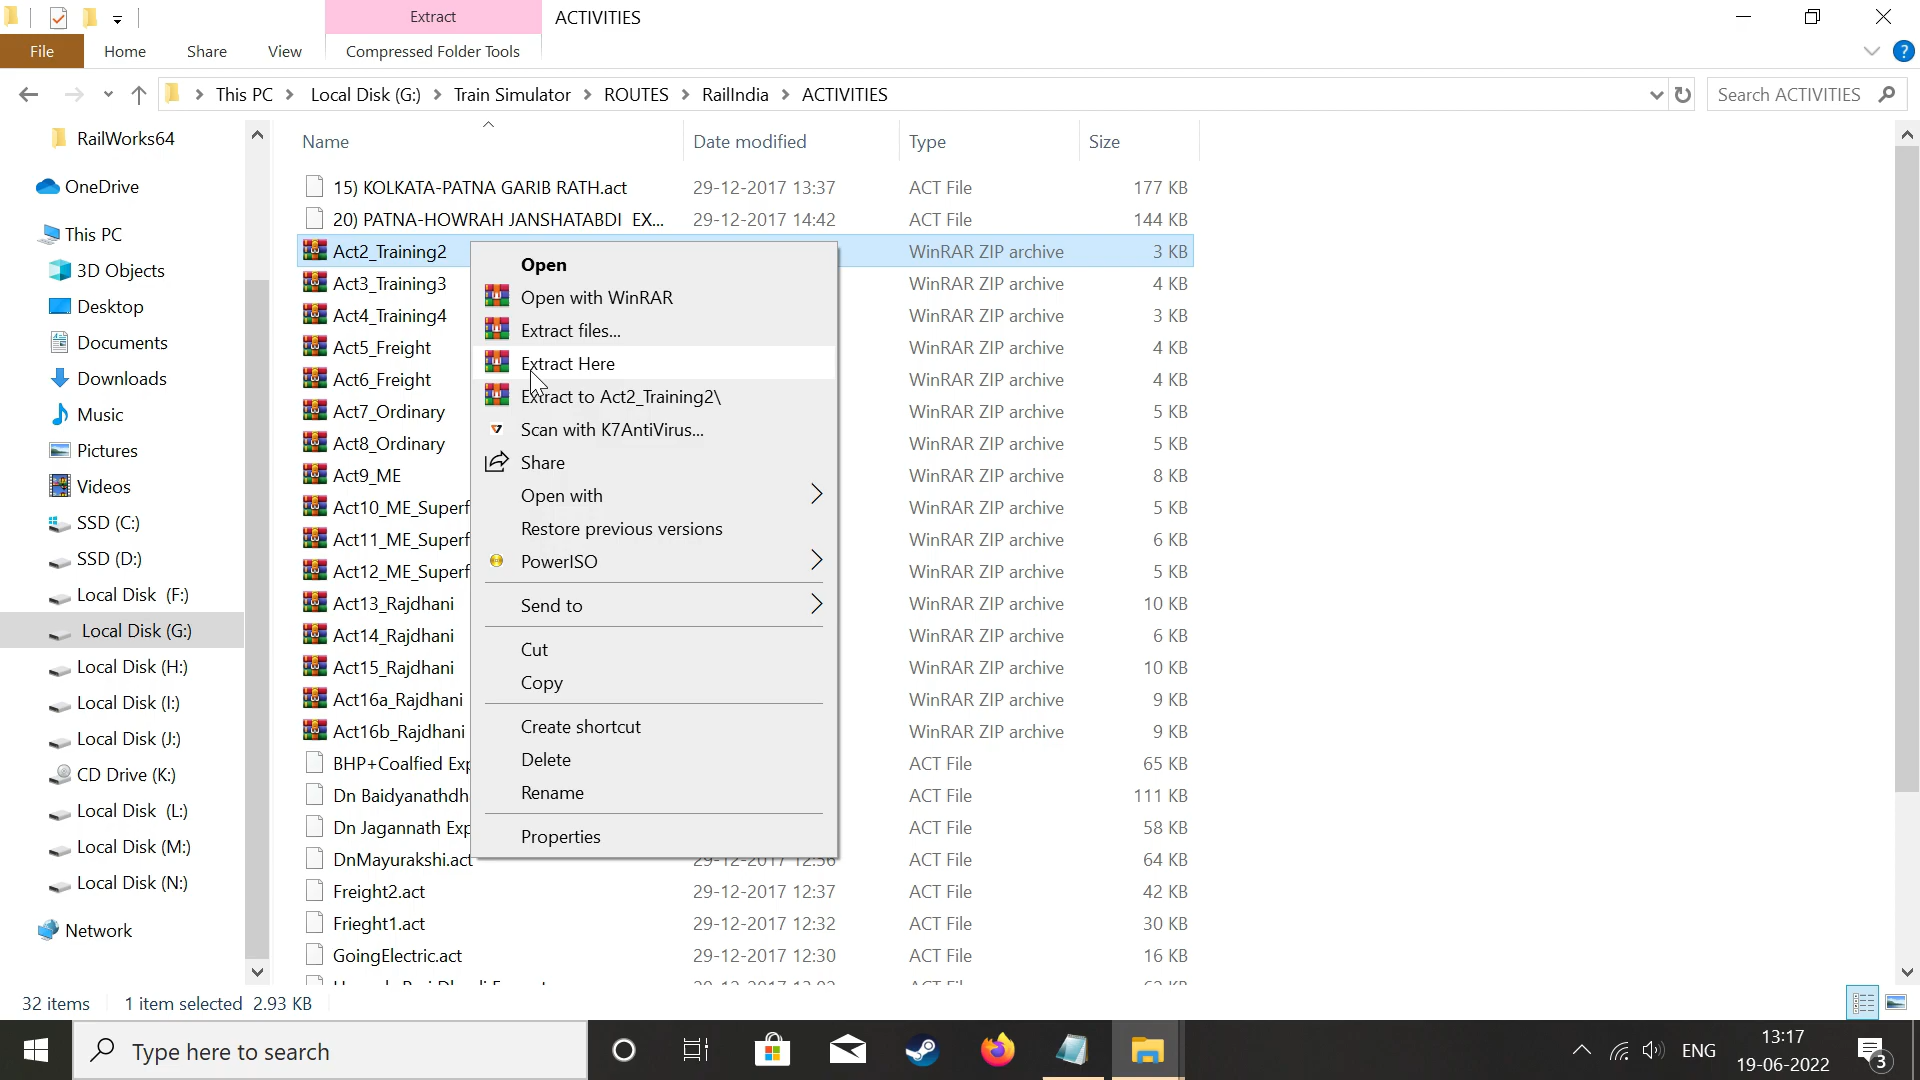 Extract
ACTIVITIES
File
Home
Share
View
Compressed Folder Tools
This PC
Local Disk (G:)
Train Simulator
ROUTES
RailIndia
ACTIVITIES
Search ACTIVITIES
RailWorks64
OneDrive
This PC
3D Objects
Desktop
Documents
Downloads
Music
Pictures
Videos
SSD (C:)
SSD (D:)
Local Disk (F:)
Local Disk (G:)
Local Disk (H:)
Local Disk (I:)
Local Disk (J:)
CD Drive (K:)
Local Disk (L:)
Local Disk (M:)
Local Disk (N:)
Network
Name Date modified Type Size
15) KOLKATA-PATNA GARIB RATH.act 29-12-2017 13:37 ACT File 177 KB
20) PATNA-HOWRAH JANSHATABDI EX... 29-12-2017 14:42 ACT File 144 KB
Act2_Training2 WinRAR ZIP archive 3 KB
Act3_Training3 WinRAR ZIP archive 4 KB
Act4_Training4 WinRAR ZIP archive 3 KB
Act5_Freight WinRAR ZIP archive 4 KB
Act6_Freight WinRAR ZIP archive 4 KB
Act7_Ordinary WinRAR ZIP archive 5 KB
Act8_Ordinary WinRAR ZIP archive 5 KB
Act9_ME WinRAR ZIP archive 8 KB
Act10_ME_Superf WinRAR ZIP archive 5 KB
Act11_ME_Superf WinRAR ZIP archive 6 KB
Act12_ME_Superf WinRAR ZIP archive 5 KB
Act13_Rajdhani WinRAR ZIP archive 10 KB
Act14_Rajdhani WinRAR ZIP archive 6 KB
Act15_Rajdhani WinRAR ZIP archive 10 KB
Act16a_Rajdhani WinRAR ZIP archive 9 KB
Act16b_Rajdhani WinRAR ZIP archive 9 KB
BHP+Coalfied Exp ACT File 65 KB
Dn Baidyanathdh ACT File 111 KB
Dn Jagannath Exp ACT File 58 KB
DnMayurakshi.act 29-12-2017 12:56 ACT File 64 KB
Freight2.act 29-12-2017 12:37 ACT File 42 KB
Frieght1.act 29-12-2017 12:32 ACT File 30 KB
GoingElectric.act 29-12-2017 12:30 ACT File 16 KB
Open
Open with WinRAR
Extract files...
Extract Here
Extract to Act2_Training2\
Scan with K7AntiVirus...
Share
Open with
Restore previous versions
PowerISO
Send to
Cut
Copy
Create shortcut
Delete
Rename
Properties
32 items 1 item selected 2.93 KB
Type here to search
ENG
13:17
19-06-2022
3